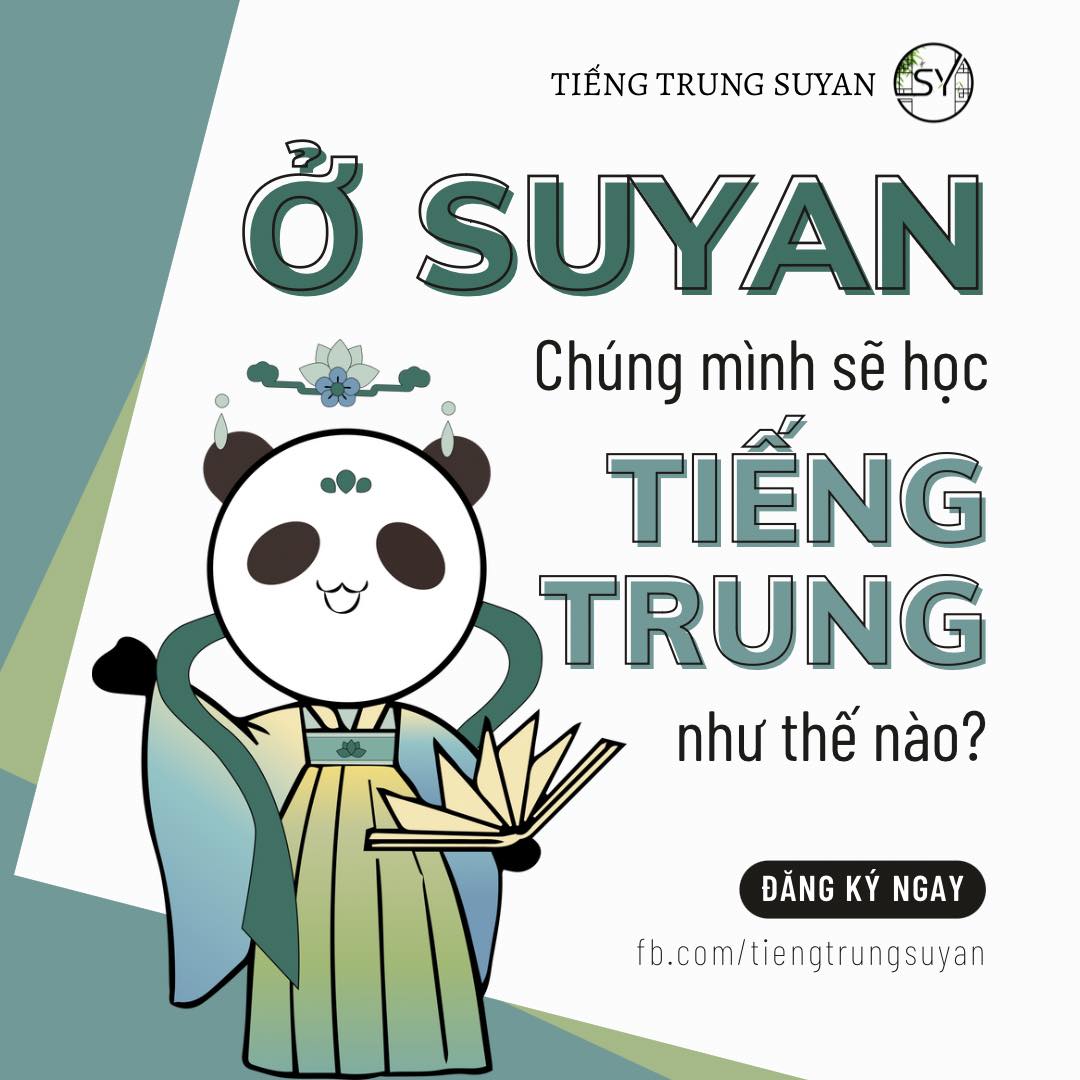 TIẾNG TRUNG SUYAN
SY
Ở SUYAN
Chúng mình sẽ học
TIẾNG
TRUNG
như thế nào?
ĐĂNG KÝ NGAY
fb.com/tiengtrungsuyan